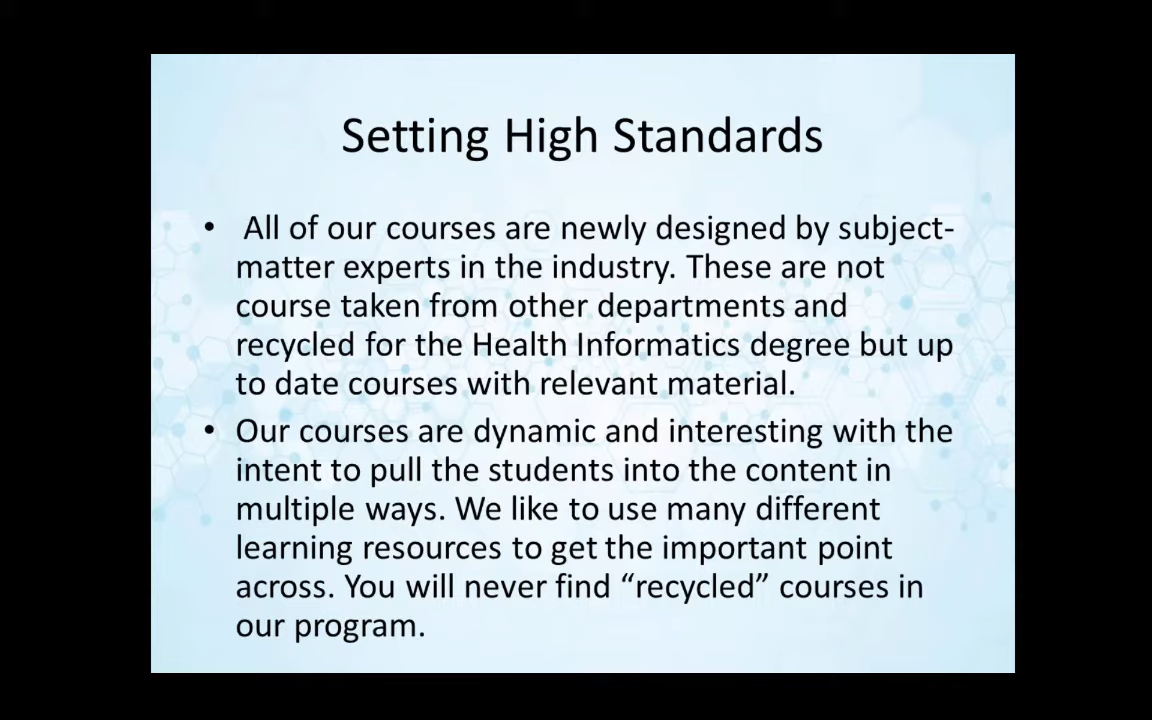 Setting High Standards
• All of our courses are newly designed by subject-
matter experts in the industry. These are not
course taken from other departments and
recycled for the Health Informatics degree but up
to date courses with relevant material.
• Our courses are dynamic and interesting with the
intent to pull the students into the content in
multiple ways. We like to use many different
learning resources to get the important point
across. You will never find “recycled” courses in
our program.